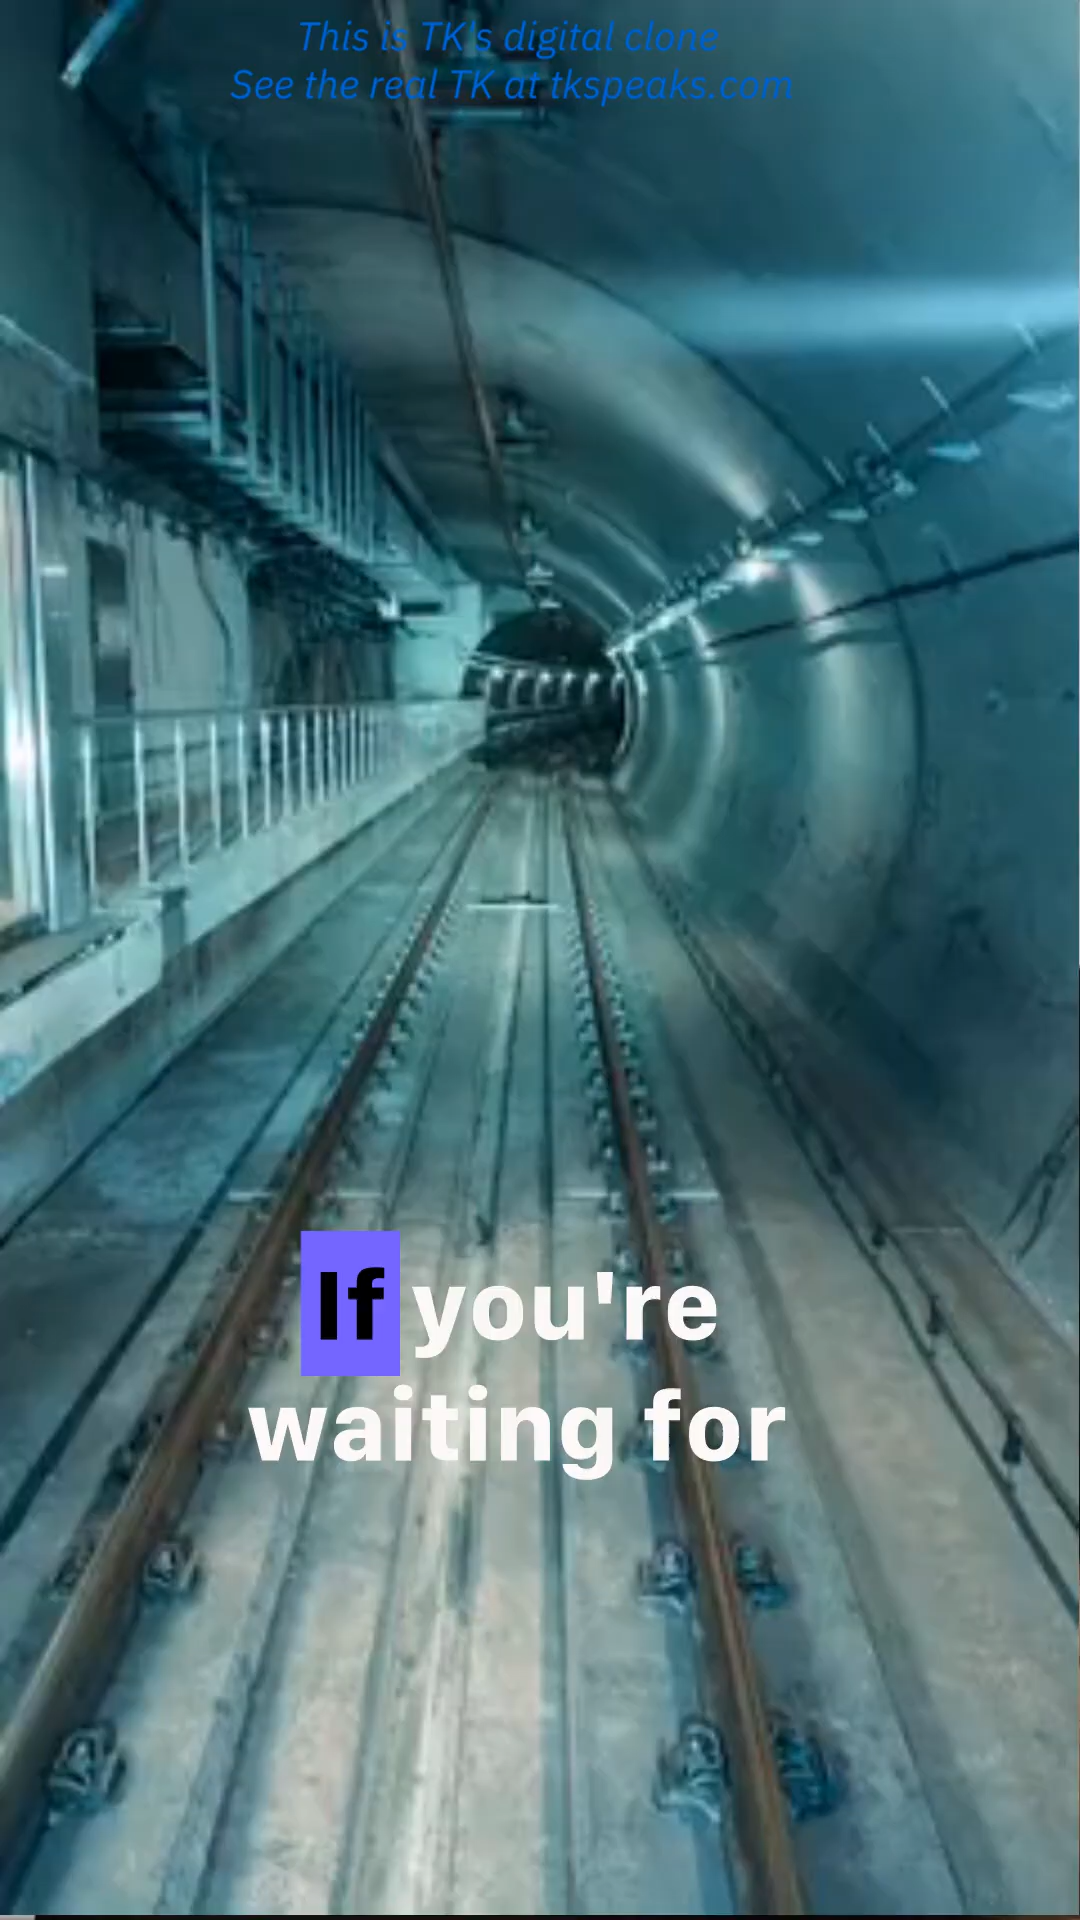 This is TK's digital clone
See the real TK at tkspeaks.com
If you're
waiting for